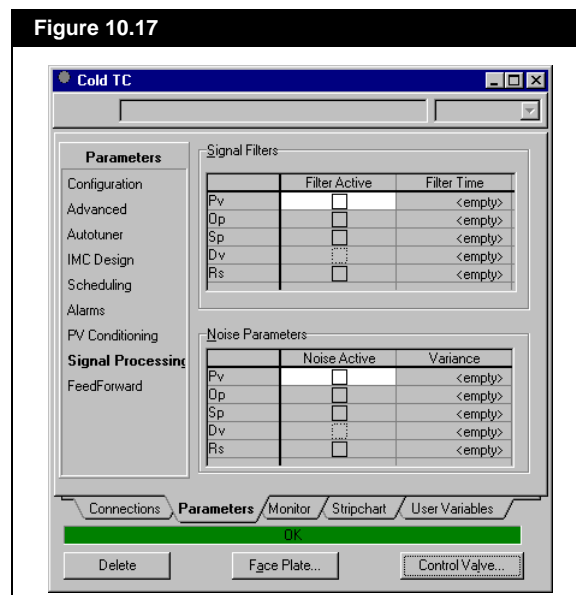 Figure 10.17
Cold TC
Parameters
Configuration
Advanced
Autotuner
IMC Design
Scheduling
Alarms
PV Conditioning
Signal Processing
FeedForward
Signal Filters
Filter Active Filter Time
Pv <empty>
Op <empty>
Sp <empty>
Dv <empty>
Rs <empty>
Noise Parameters
Noise Active Variance
Pv <empty>
Op <empty>
Sp <empty>
Dv <empty>
Rs <empty>
Connections Parameters Monitor Stripchart User Variables
OK
Delete Face Plate... Control Valve...